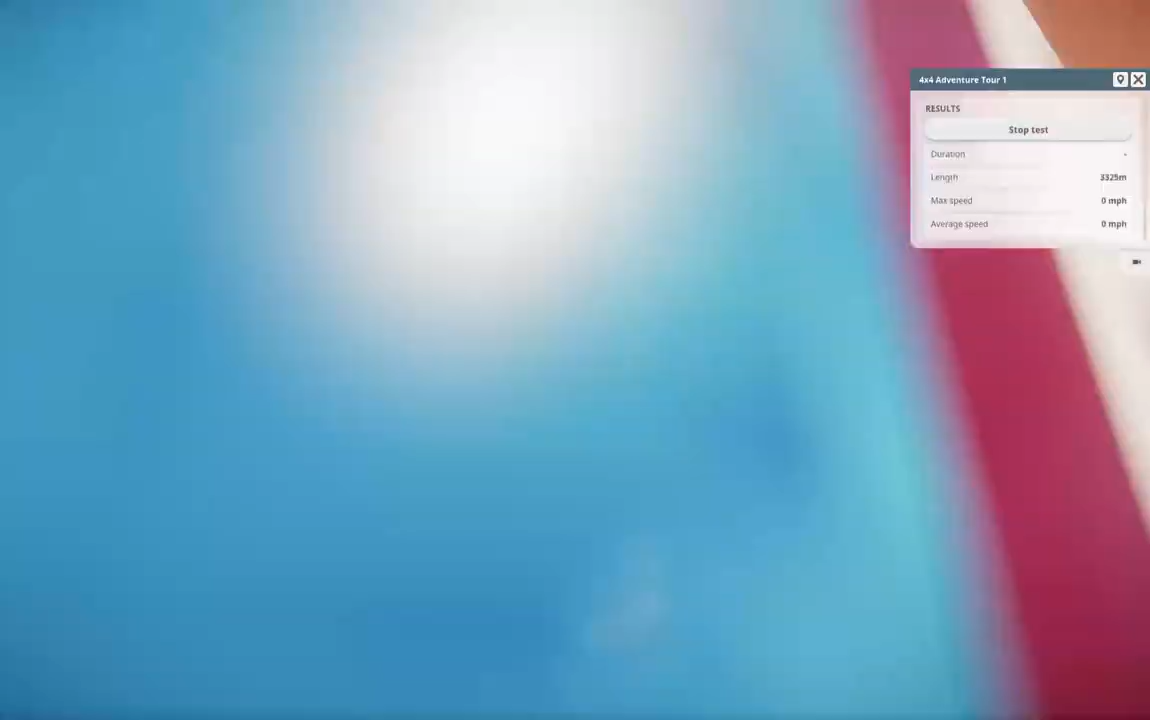 4x4 Adventure Tour 1
RESULTS
Stop test
Duration -
Length 3325m
Max speed 0 mph
Average speed 0 mph